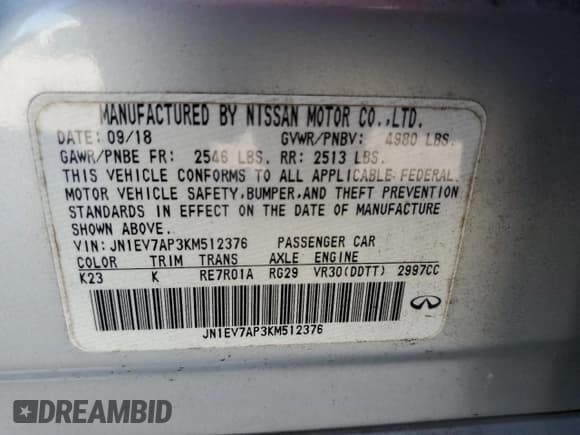 MANUFACTURED BY NISSAN MOTOR CO.,LTD.
DATE: 09/18 GVWR/PNBV: 4980 LBS.
GAWR/PNBE FR: 2546 LBS. RR: 2513 LBS.
THIS VEHICLE CONFORMS TO ALL APPLICABLE FEDERAL
MOTOR VEHICLE SAFETY,BUMPER,AND THEFT PREVENTION
STANDARDS IN EFFECT ON THE DATE OF MANUFACTURE
SHOWN ABOVE.
VIN: JN1EV7AP3KM512376 PASSENGER CAR
COLOR TRIM TRANS AXLE ENGINE
K23 K RE7R01A RG29 VR30(DDTT) 2997CC
JN1EV7AP3KM512376
DREAMBID